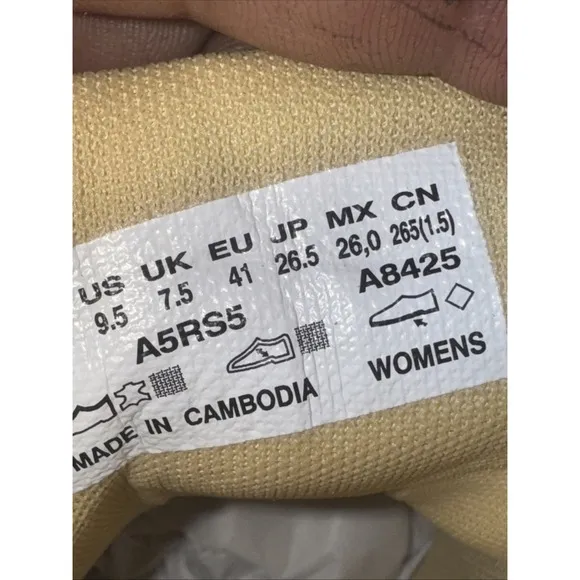 US UK EU JP MX CN
9.5 7.5 41 26.5 26,0 265(1.5)
A5RS5 A8425
WOMENS
MADE IN CAMBODIA